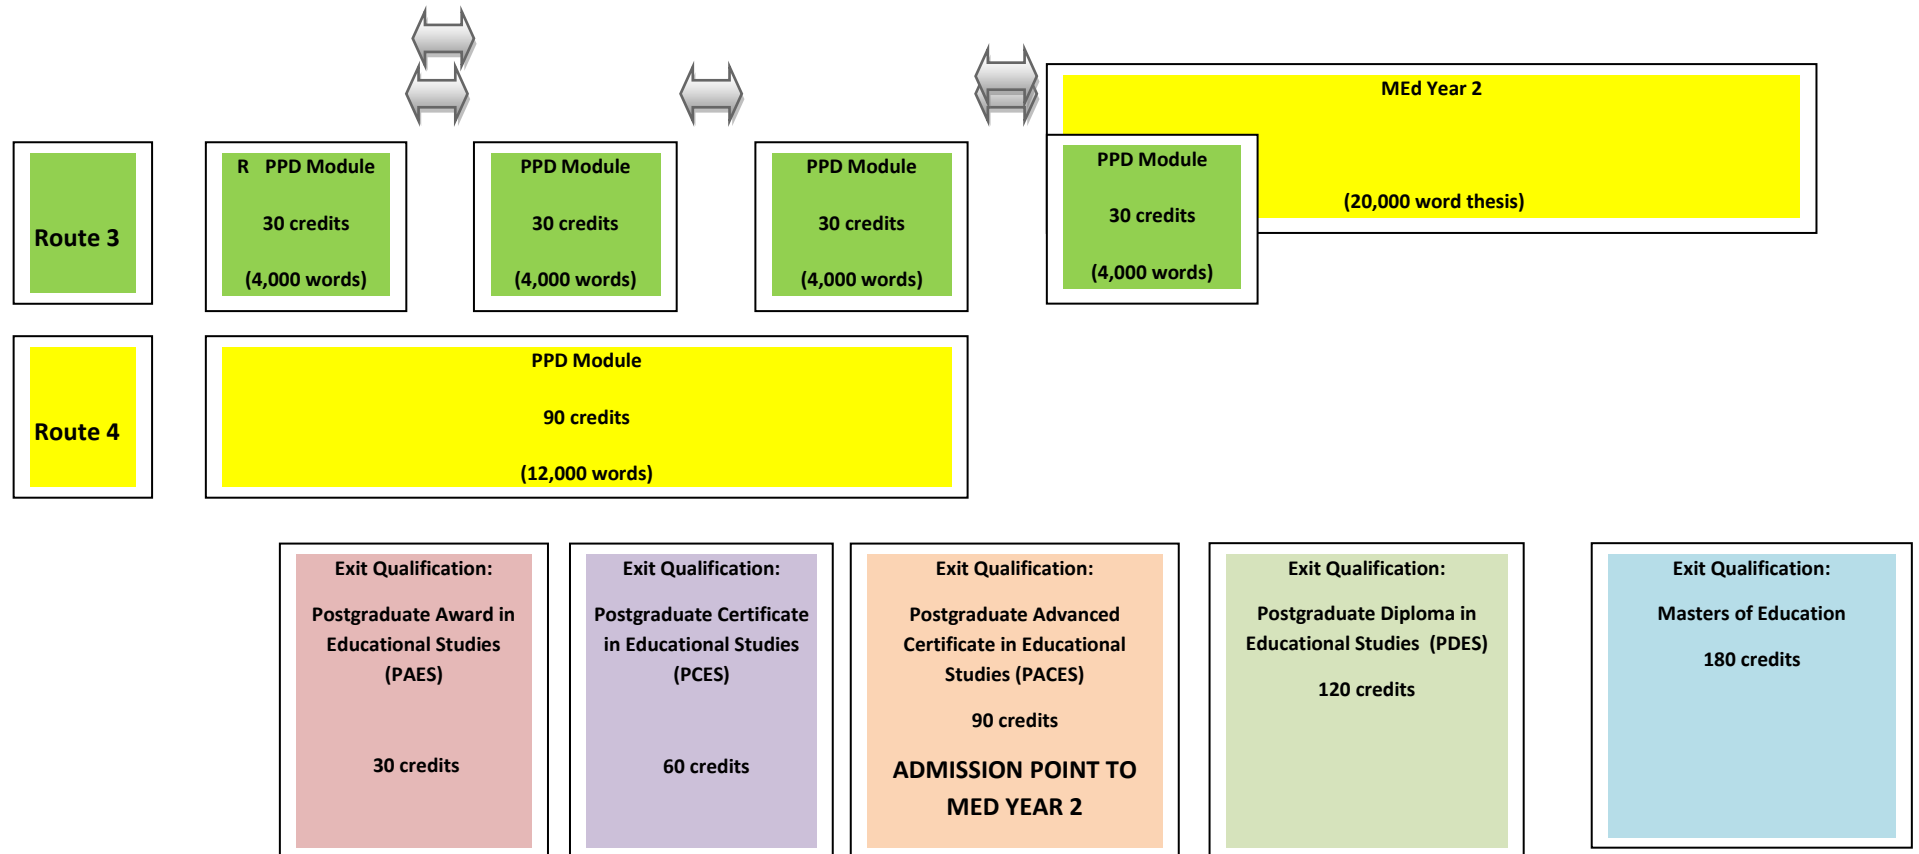 MEd Year 2
(20,000 word thesis)
Route 3
R   PPD Module
30 credits
(4,000 words)
PPD Module
30 credits
(4,000 words)
PPD Module
30 credits
(4,000 words)
PPD Module
30 credits
(4,000 words)
Route 4
PPD Module
90 credits
(12,000 words)
Exit Qualification:
Postgraduate Award in
Educational Studies
(PAES)
30 credits
Exit Qualification:
Postgraduate Certificate
in Educational Studies
(PCES)
60 credits
Exit Qualification:
Postgraduate Advanced
Certificate in Educational
Studies (PACES)
90 credits
ADMISSION POINT TO
MED YEAR 2
Exit Qualification:
Postgraduate Diploma in
Educational Studies  (PDES)
120 credits
Exit Qualification:
Masters of Education
180 credits